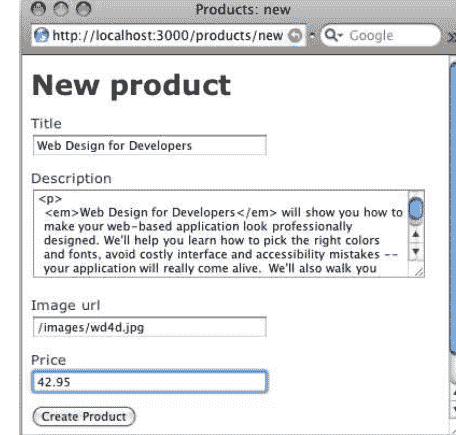 Products: new
http://localhost:3000/products/new
Google
New product
Title
Web Design for Developers
Description
<p>
<em>Web Design for Developers</em> will show you how to
make your web-based application look professionally
designed. We'll help you learn how to pick the right colors
and fonts, avoid costly interface and accessibility mistakes --
your application will really come alive.  We'll also walk you
Image url
/images/wd4d.jpg
Price
42.95
Create Product